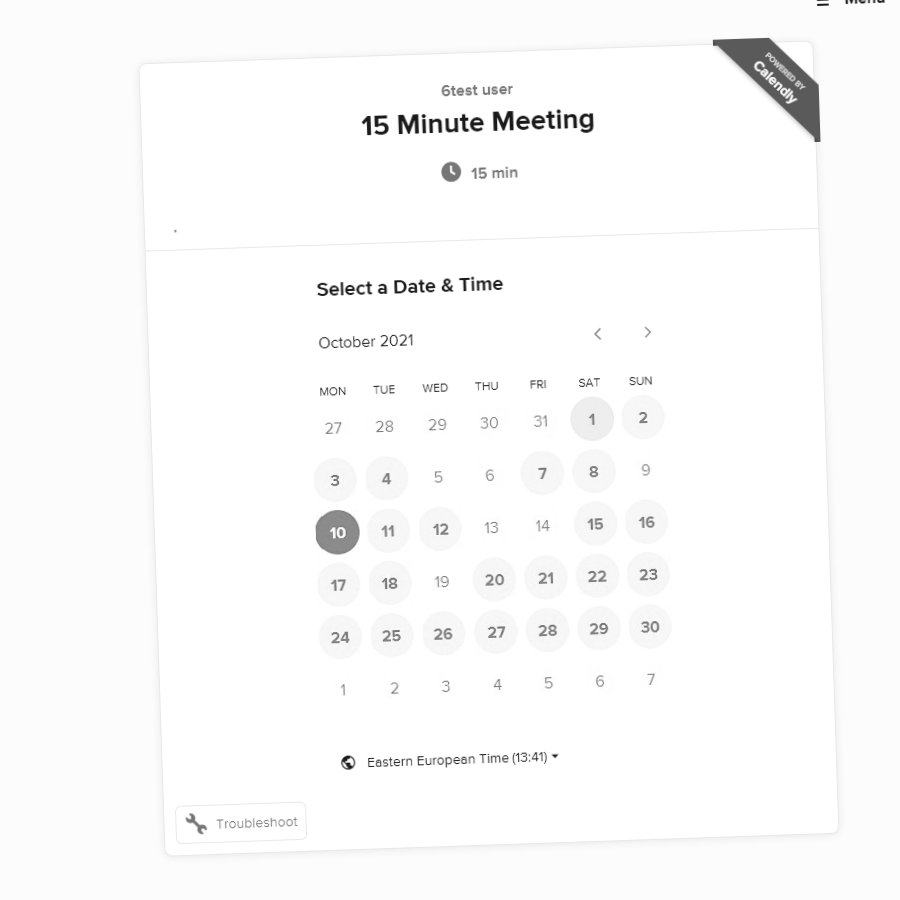 Menu
POWERED BY
Calendly
6test user
15 Minute Meeting
15 min
Select a Date & Time
October 2021
MON TUE WED THU FRI SAT SUN
27 28 29 30 31 1 2
3 4 5 6 7 8 9
10 11 12 13 14 15 16
17 18 19 20 21 22 23
24 25 26 27 28 29 30
1 2 3 4 5 6 7
Eastern European Time (13:41)
Troubleshoot